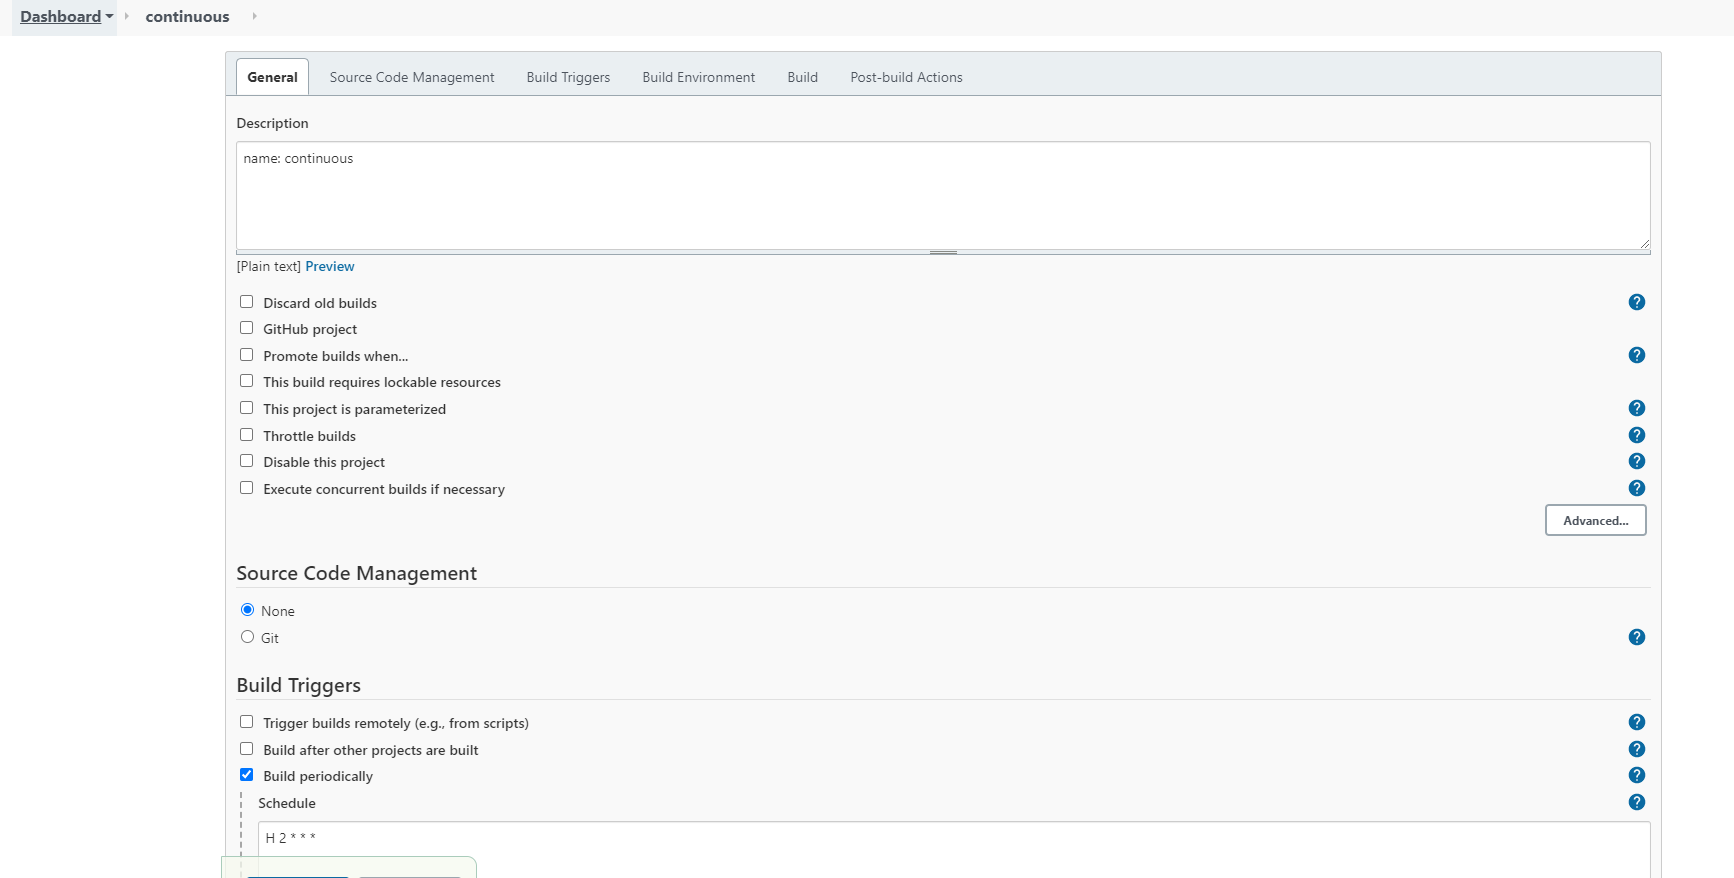 Dashboard continuous
General Source Code Management Build Triggers Build Environment Build Post-build Actions
Description
name: continuous
[Plain text] Preview
Discard old builds ?
GitHub project
Promote builds when... ?
This build requires lockable resources
This project is parameterized ?
Throttle builds ?
Disable this project ?
Execute concurrent builds if necessary ?
Advanced...
Source Code Management
None
Git ?
Build Triggers
Trigger builds remotely (e.g., from scripts) ?
Build after other projects are built ?
Build periodically ?
Schedule ?
H 2 * * *